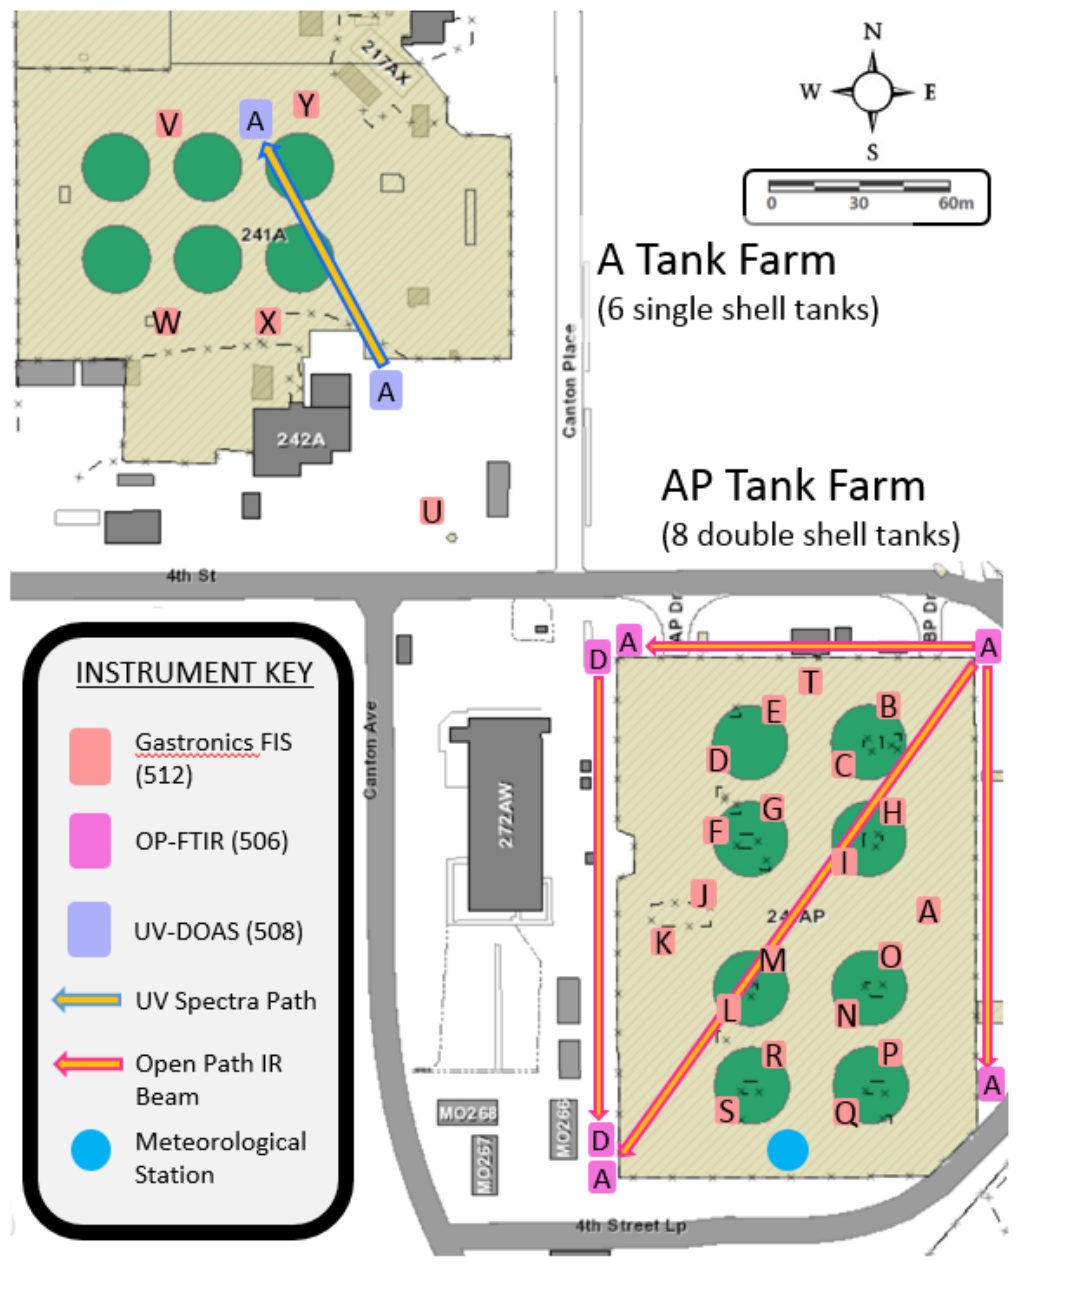 217AX
N
W E
S
0 30 60m
V
A
Y
241A
W
X
A
242A
U
A Tank Farm
(6 single shell tanks)
Canton Place
AP Tank Farm
(8 double shell tanks)
4th St
AP Dr
BP Dr
INSTRUMENT KEY
Gastronics FIS
(512)
OP-FTIR (506)
UV-DOAS (508)
UV Spectra Path
Open Path IR
Beam
Meteorological
Station
Canton Ave
272AW
MO268
MO267
MO266
4th Street Lp
D
A
A
T
E
B
D
C
G
H
F
I
J
A
K
M
O
L
N
R
P
S
Q
A
D
A